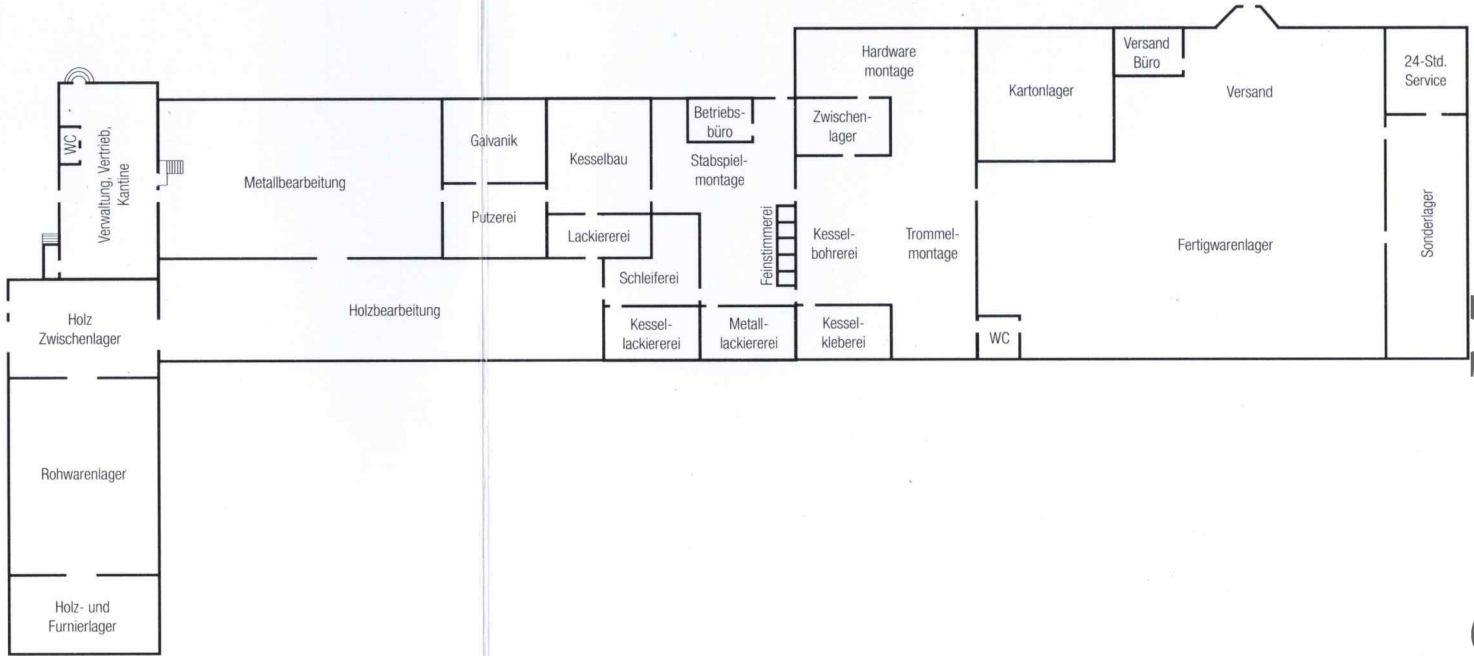 Hardware
montage
Versand
Büro
24-Std.
Service
Kartonlager
Versand
Betriebs-
büro
Zwischen-
lager
WC
Verwaltung, Vertrieb,
Kantine
Metallbearbeitung
Galvanik
Kesselbau
Stabspiel-
montage
Putzerei
Lackiererei
Feinstimmerei
Kessel-
bohrerei
Trommel-
montage
Fertigwarenlager
Sonderlager
Schleiferei
Holz
Zwischenlager
Holzbearbeitung
Kessel-
lackiererei
Metall-
lackiererei
Kessel-
kleberei
WC
Rohwarenlager
Holz- und
Furnierlager